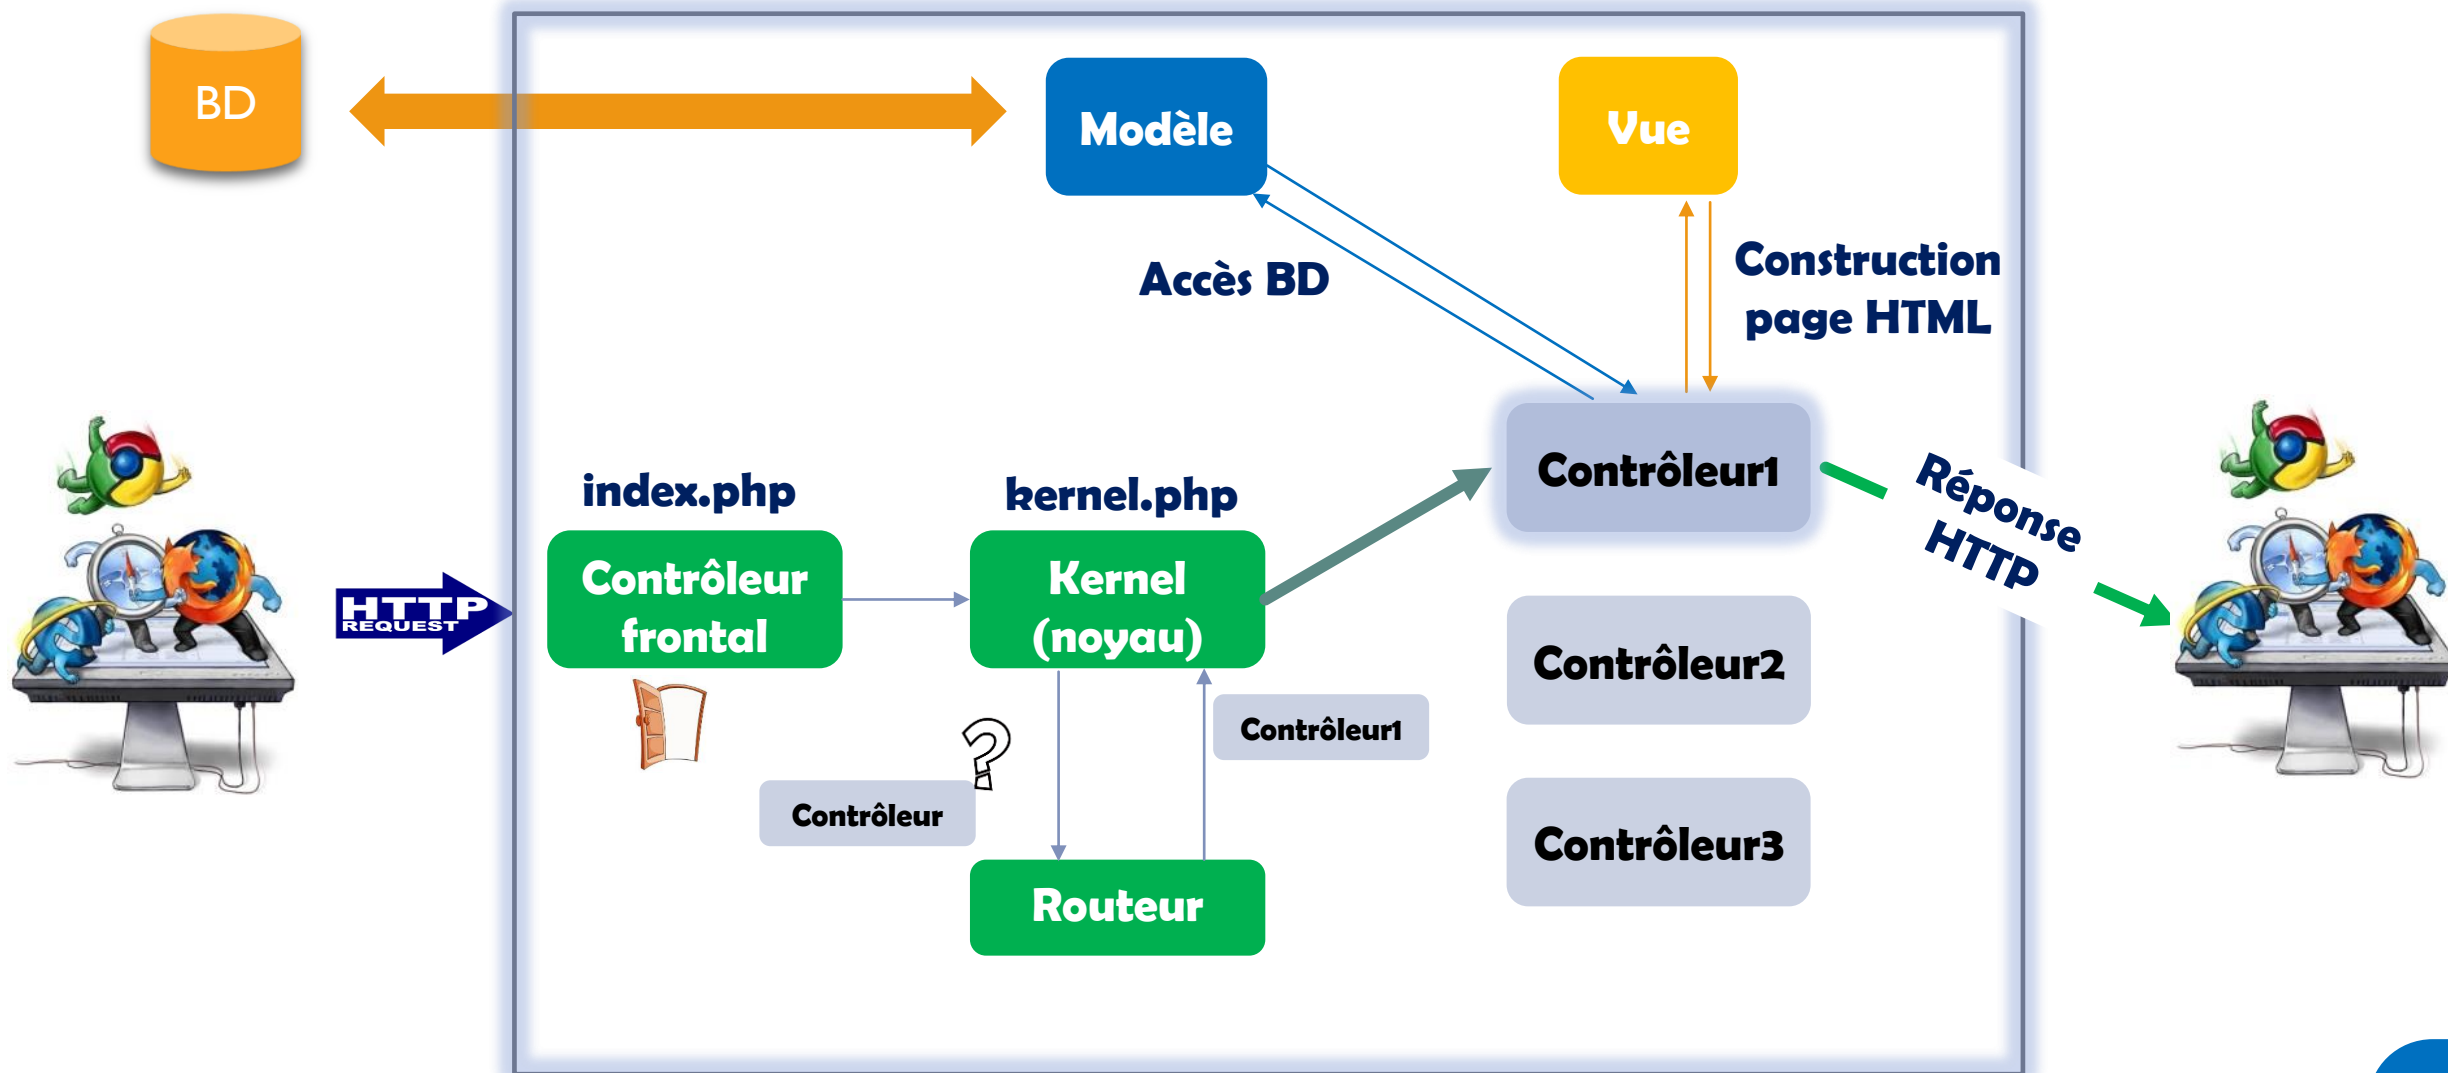 BD
Modèle
Vue
Accès BD
Construction
page HTML
HTTP
REQUEST
index.php
Contrôleur
frontal
kernel.php
Kernel
(noyau)
Contrôleur1
Réponse
HTTP
Contrôleur2
Contrôleur1
?
Contrôleur
Contrôleur3
Routeur